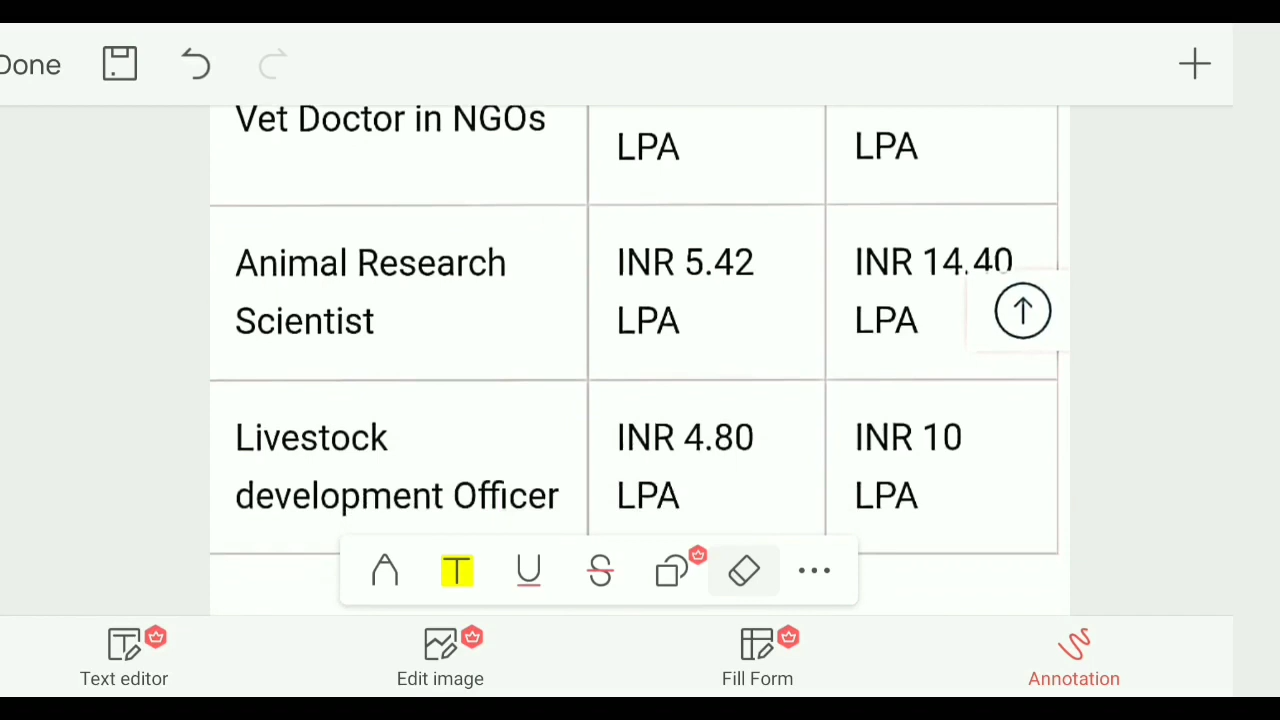 Done
Vet Doctor in NGOs
LPA
LPA
Animal Research
Scientist
INR 5.42
LPA
INR 14.40
LPA
Livestock
development Officer
INR 4.80
LPA
INR 10
LPA
T
U
S
Text editor
Edit image
Fill Form
Annotation